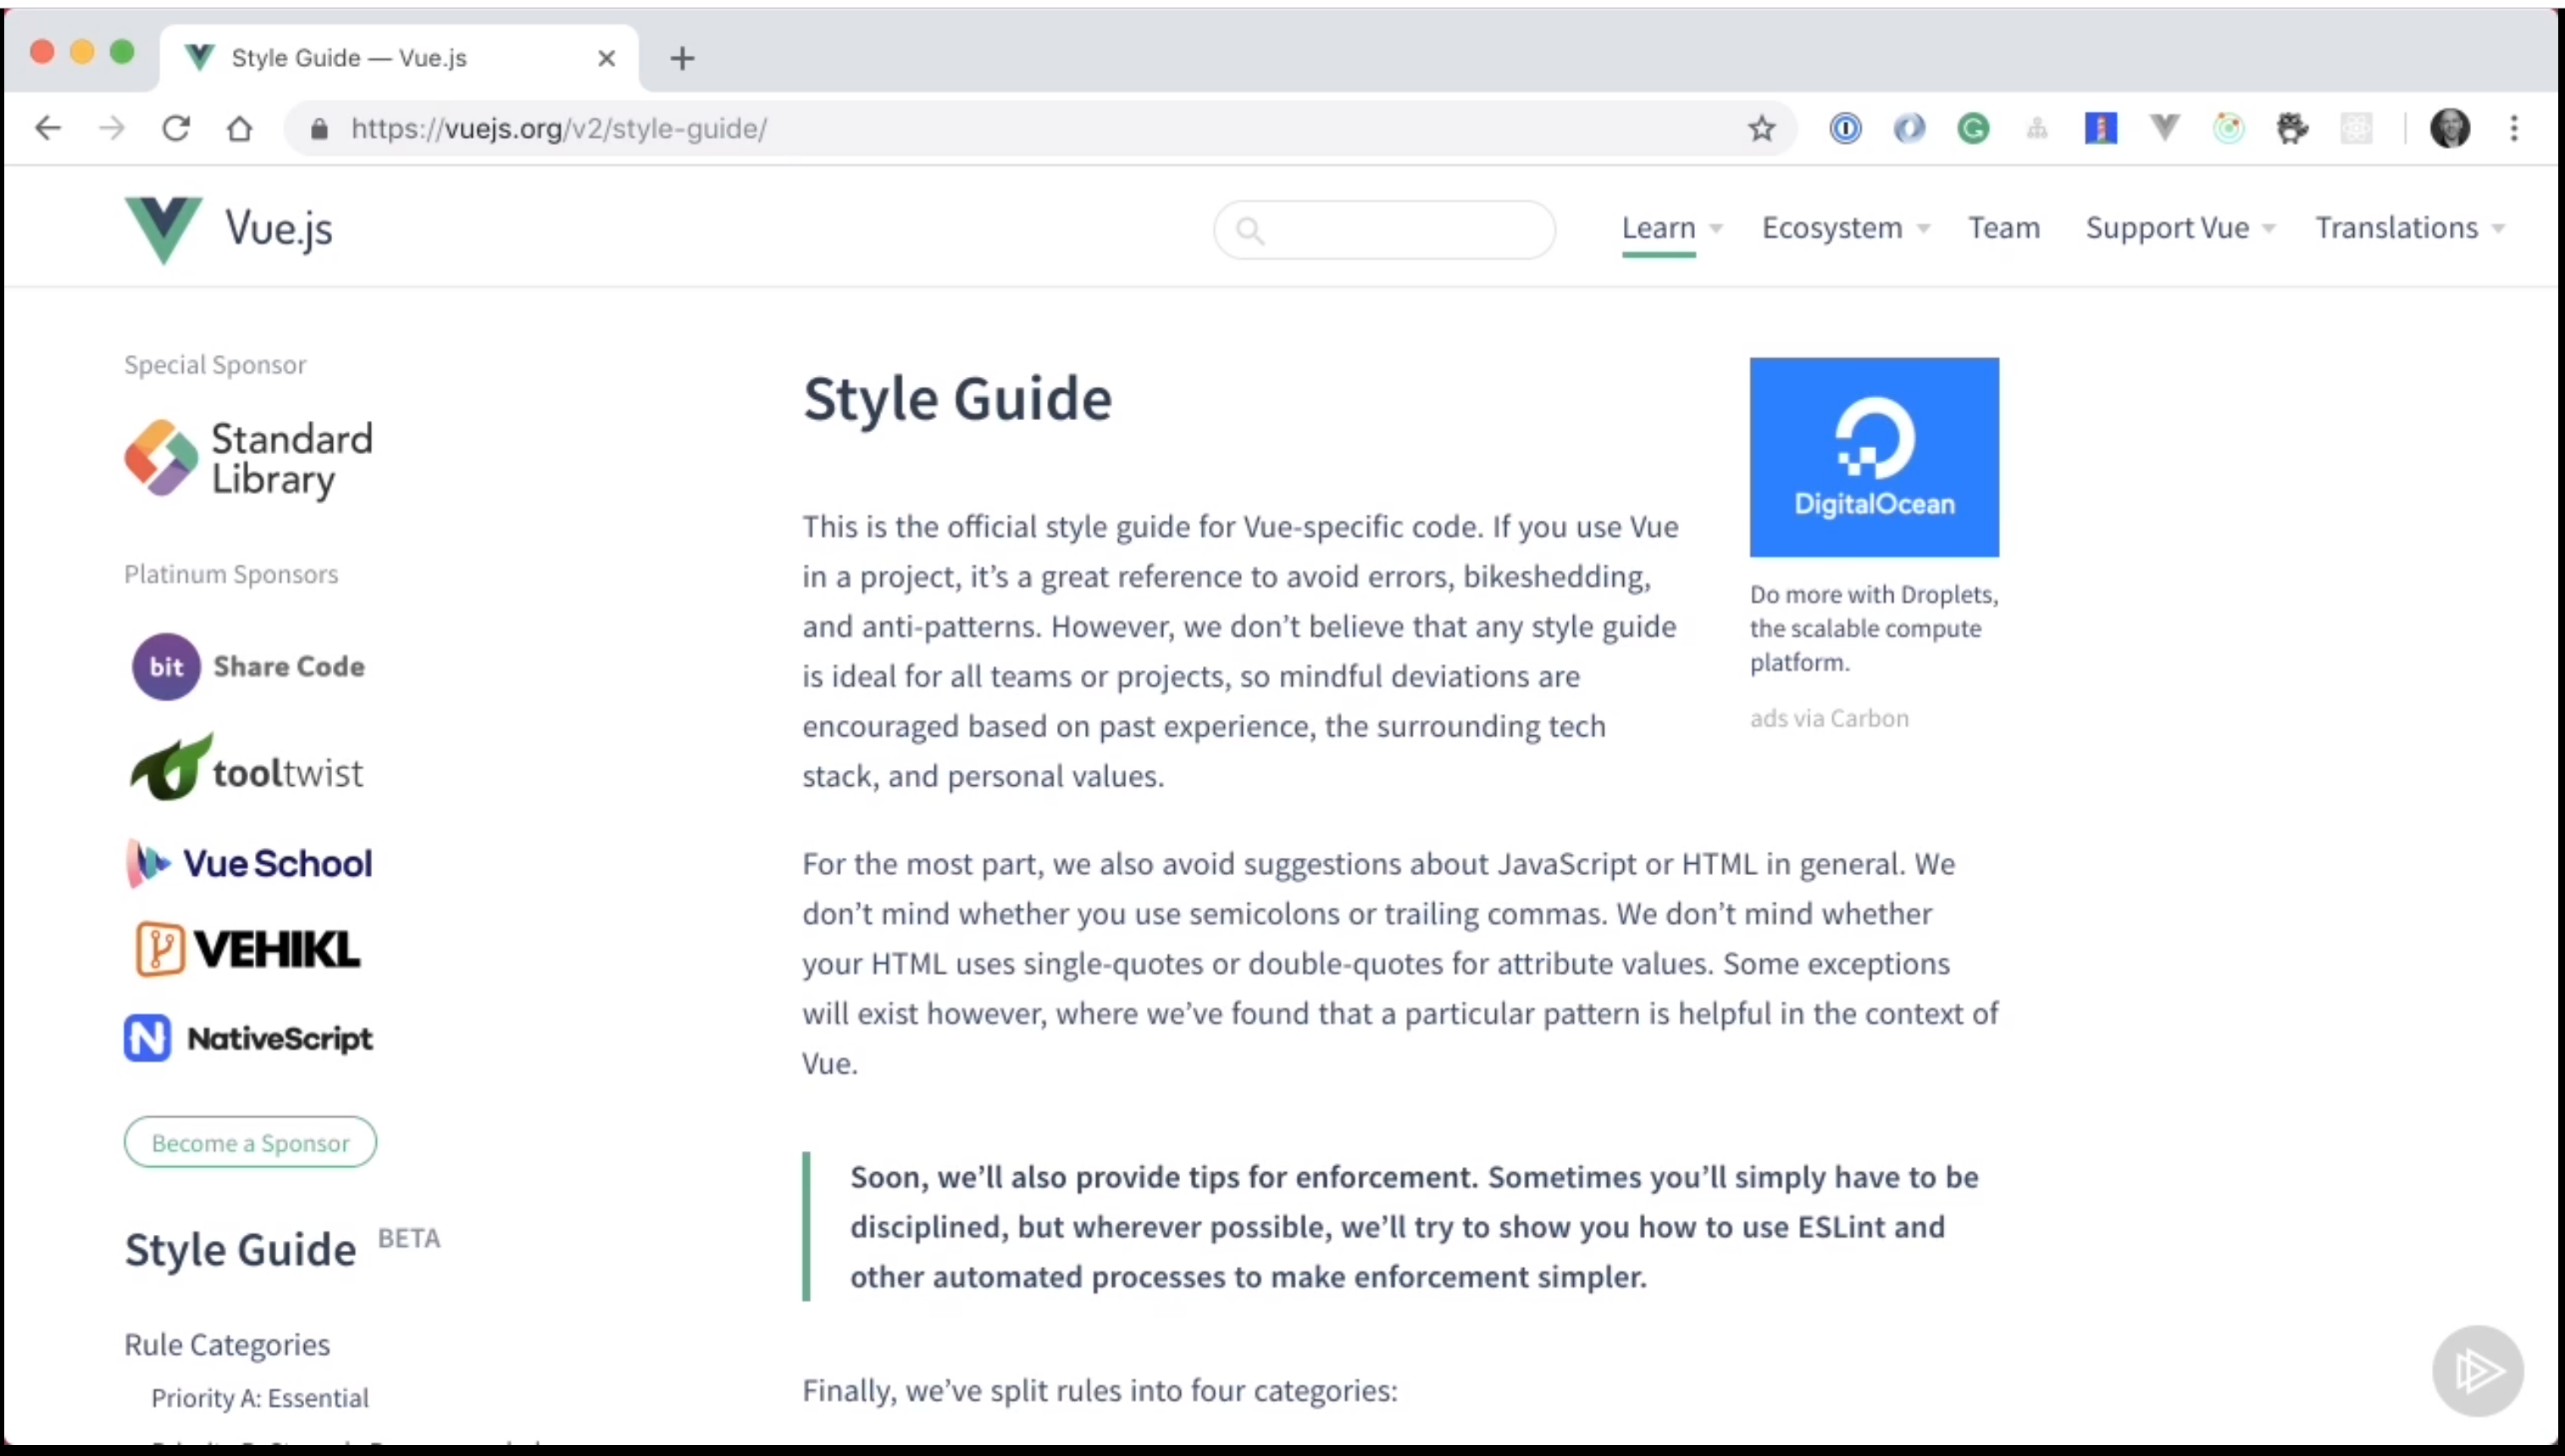 Style Guide — Vue.js
https://vuejs.org/v2/style-guide/
Vue.js
Learn
Ecosystem
Team
Support Vue
Translations
Special Sponsor
Standard
Library
Platinum Sponsors
bit Share Code
tooltwist
Vue School
VEHIKL
NativeScript
Become a Sponsor
Style Guide BETA
Rule Categories
Priority A: Essential
Style Guide
This is the official style guide for Vue-specific code. If you use Vue
in a project, it’s a great reference to avoid errors, bikeshedding,
and anti-patterns. However, we don’t believe that any style guide
is ideal for all teams or projects, so mindful deviations are
encouraged based on past experience, the surrounding tech
stack, and personal values.
DigitalOcean
Do more with Droplets,
the scalable compute
platform.
ads via Carbon
For the most part, we also avoid suggestions about JavaScript or HTML in general. We
don’t mind whether you use semicolons or trailing commas. We don’t mind whether
your HTML uses single-quotes or double-quotes for attribute values. Some exceptions
will exist however, where we’ve found that a particular pattern is helpful in the context of
Vue.
Soon, we’ll also provide tips for enforcement. Sometimes you’ll simply have to be
disciplined, but wherever possible, we’ll try to show you how to use ESLint and
other automated processes to make enforcement simpler.
Finally, we’ve split rules into four categories: